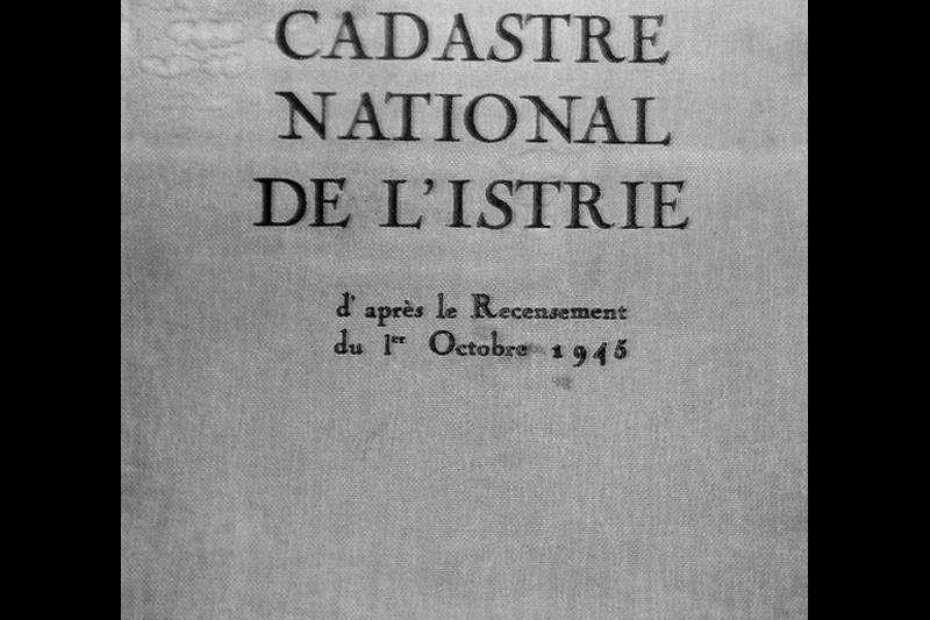 CADASTRE
NATIONAL
DE L'ISTRIE
d'après le Recensement
du 1er Octobre 1945